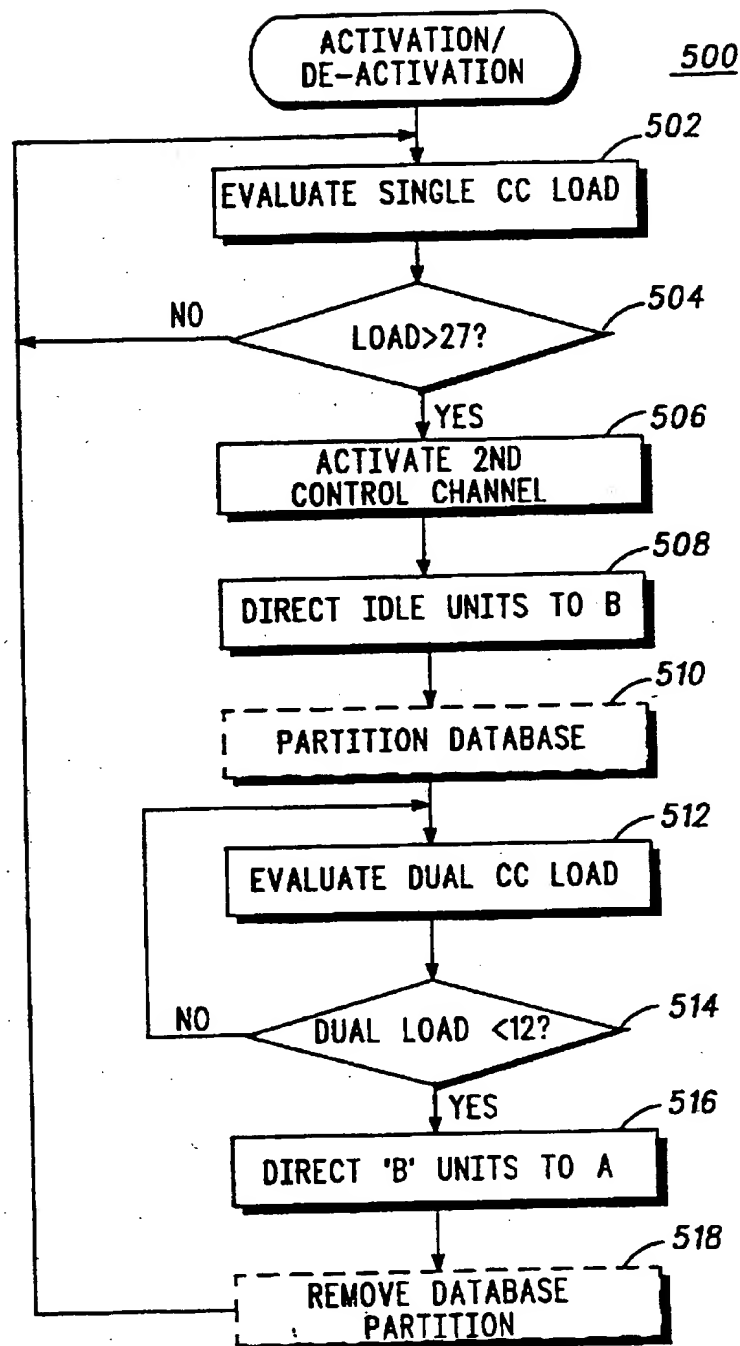 ACTIVATION/
DE-ACTIVATION
500
502
EVALUATE SINGLE CC LOAD
504
NO
LOAD>27?
YES
506
ACTIVATE 2ND
CONTROL CHANNEL
508
DIRECT IDLE UNITS TO B
510
PARTITION DATABASE
512
EVALUATE DUAL CC LOAD
514
NO
DUAL LOAD <12?
YES
516
DIRECT 'B' UNITS TO A
518
REMOVE DATABASE
PARTITION